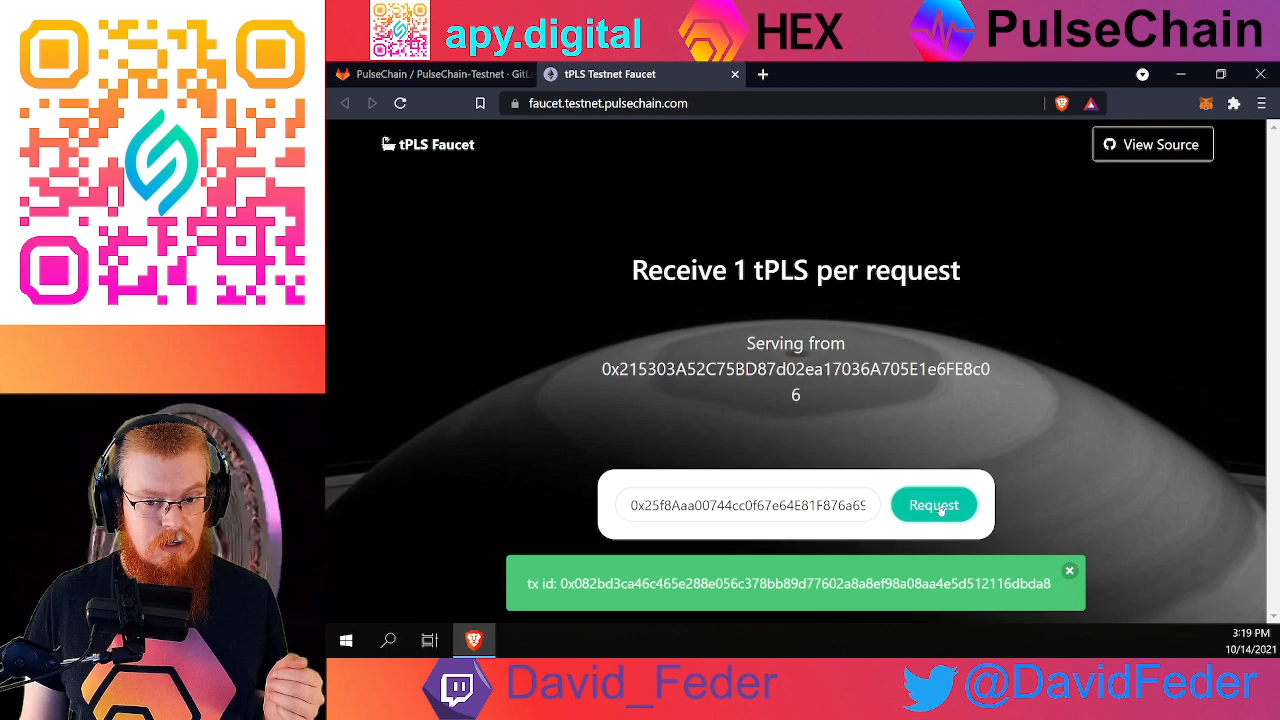 apy.digital
HEX
PulseChain
PulseChain / PulseChain-Testnet · GitL
tPLS Testnet Faucet
faucet.testnet.pulsechain.com
tPLS Faucet
View Source
Receive 1 tPLS per request
Serving from
0x215303A52C75BD87d02ea17036A705E1e6FE8c0
6
0x25f8Aaa00744cc0f67e64E81F876a69
Request
tx id: 0x082bd3ca46c465e288e056c378bb89d77602a8a8ef98a08aa4e5d512116dbda8
3:19 PM
10/14/2021
David_Feder
@DavidFeder